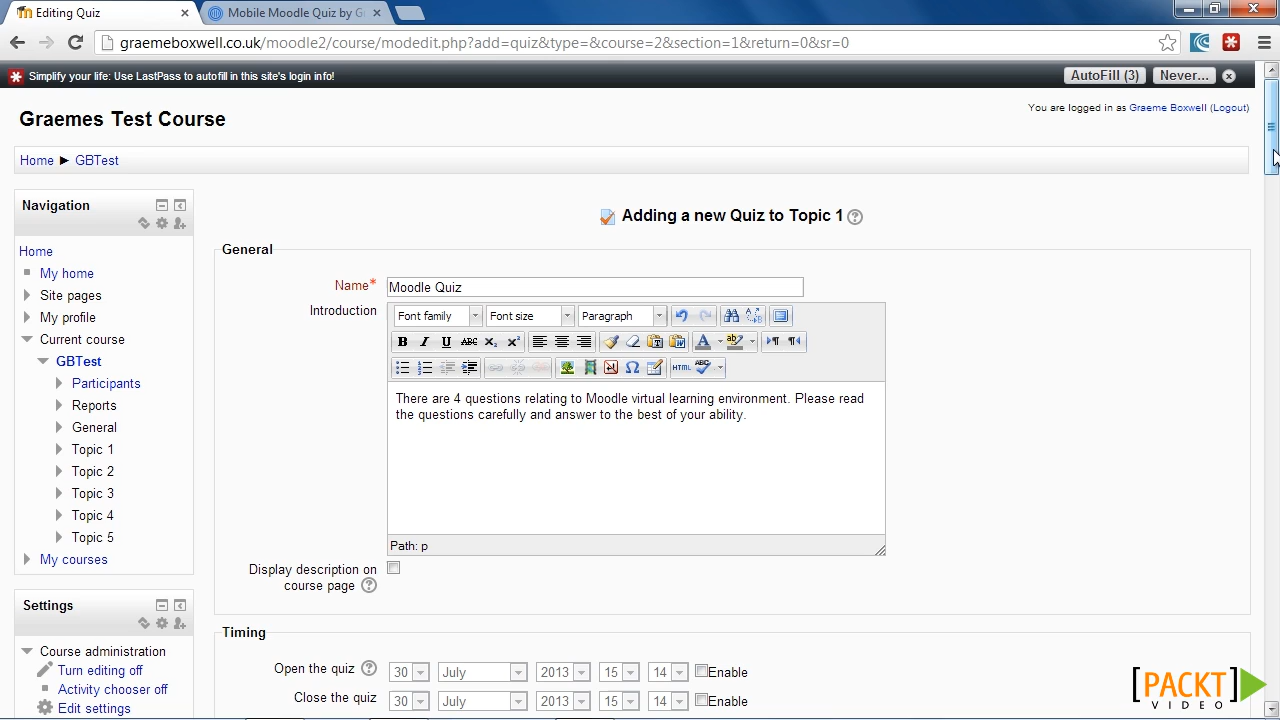 Editing Quiz
Mobile Moodle Quiz by G
graemeboxwell.co.uk/moodle2/course/modedit.php?add=quiz&type=&course=2&section=1&return=0&sr=0
Simplify your life: Use LastPass to autofill in this site's login info!
AutoFill (3)
Never...
You are logged in as Graeme Boxwell (Logout)
Graemes Test Course
Home ► GBTest
Navigation
Home
My home
Site pages
My profile
Current course
GBTest
Participants
Reports
General
Topic 1
Topic 2
Topic 3
Topic 4
Topic 5
My courses
Settings
Course administration
Turn editing off
Activity chooser off
Edit settings
Adding a new Quiz to Topic 1
General
Name*
Moodle Quiz
Introduction
Font family
Font size
Paragraph
B I U ABC X₂ X²
HTML
There are 4 questions relating to Moodle virtual learning environment. Please read
the questions carefully and answer to the best of your ability.
Path: p
Display description on
course page
Timing
Open the quiz
30 July 2013 15 14 Enable
Close the quiz
30 July 2013 15 14 Enable
[PACKT]
VIDEO